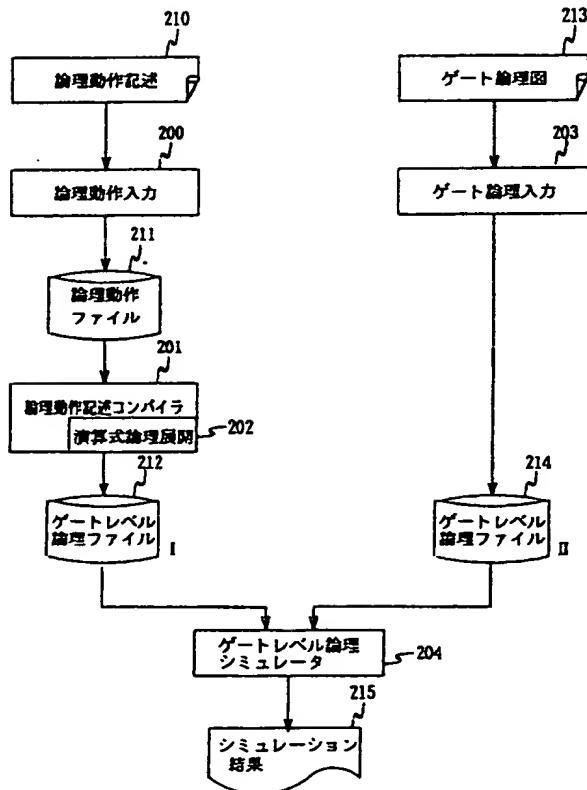 210
論理動作記述
200
論理動作入力
211
論理動作
ファイル
201
論理動作記述コンパイラ
演算式論理展開
202
212
ゲートレベル
論理ファイル
I
213
ゲート論理図
203
ゲート論理入力
214
ゲートレベル
論理ファイル
II
ゲートレベル論理
シミュレータ
204
215
シミュレーション
結果